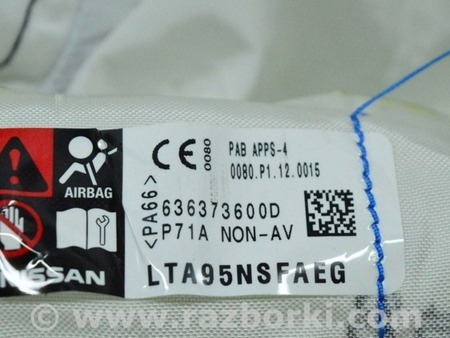 CE 0080
PAB APPS-4
0080.P1.12.0015
AIRBAG
<PA66>
636373600D
P71A NON-AV
NISSAN
LTA95NSFAEG
www.razborki.com